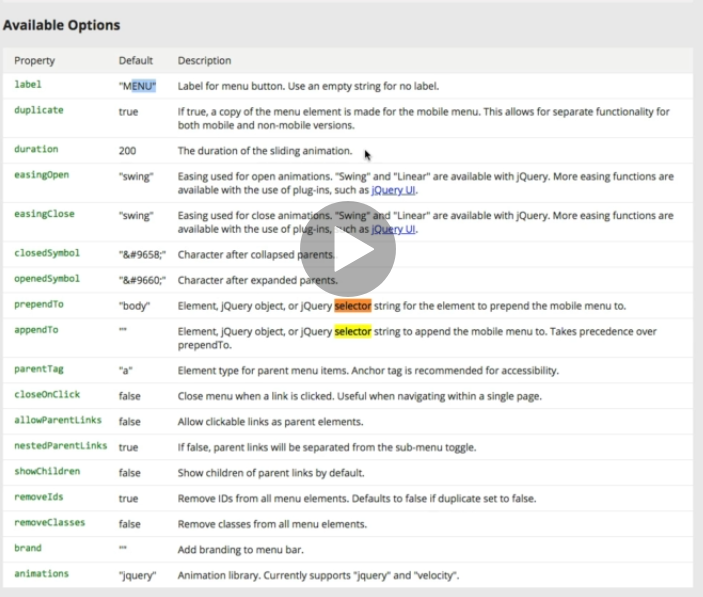 Available Options
Property Default Description
label "MENU" Label for menu button. Use an empty string for no label.
duplicate true If true, a copy of the menu element is made for the mobile menu. This allows for separate functionality for
both mobile and non-mobile versions.
duration 200 The duration of the sliding animation.
easingOpen "swing" Easing used for open animations. "Swing" and "Linear" are available with jQuery. More easing functions are
available with the use of plug-ins, such as jQuery UI.
easingClose "swing" Easing used for close animations. "Swing" and "Linear" are available with jQuery. More easing functions are
available with the use of plug-ins, such as jQuery UI.
closedSymbol "&#9658;" Character after collapsed parents.
openedSymbol "&#9660;" Character after expanded parents.
prependTo "body" Element, jQuery object, or jQuery selector string for the element to prepend the mobile menu to.
appendTo "" Element, jQuery object, or jQuery selector string to append the mobile menu to. Takes precedence over
prependTo.
parentTag "a" Element type for parent menu items. Anchor tag is recommended for accessibility.
closeOnClick false Close menu when a link is clicked. Useful when navigating within a single page.
allowParentLinks false Allow clickable links as parent elements.
nestedParentLinks true If false, parent links will be separated from the sub-menu toggle.
showChildren false Show children of parent links by default.
removeIds true Remove IDs from all menu elements. Defaults to false if duplicate set to false.
removeClasses false Remove classes from all menu elements.
brand "" Add branding to menu bar.
animations "jquery" Animation library. Currently supports "jquery" and "velocity".